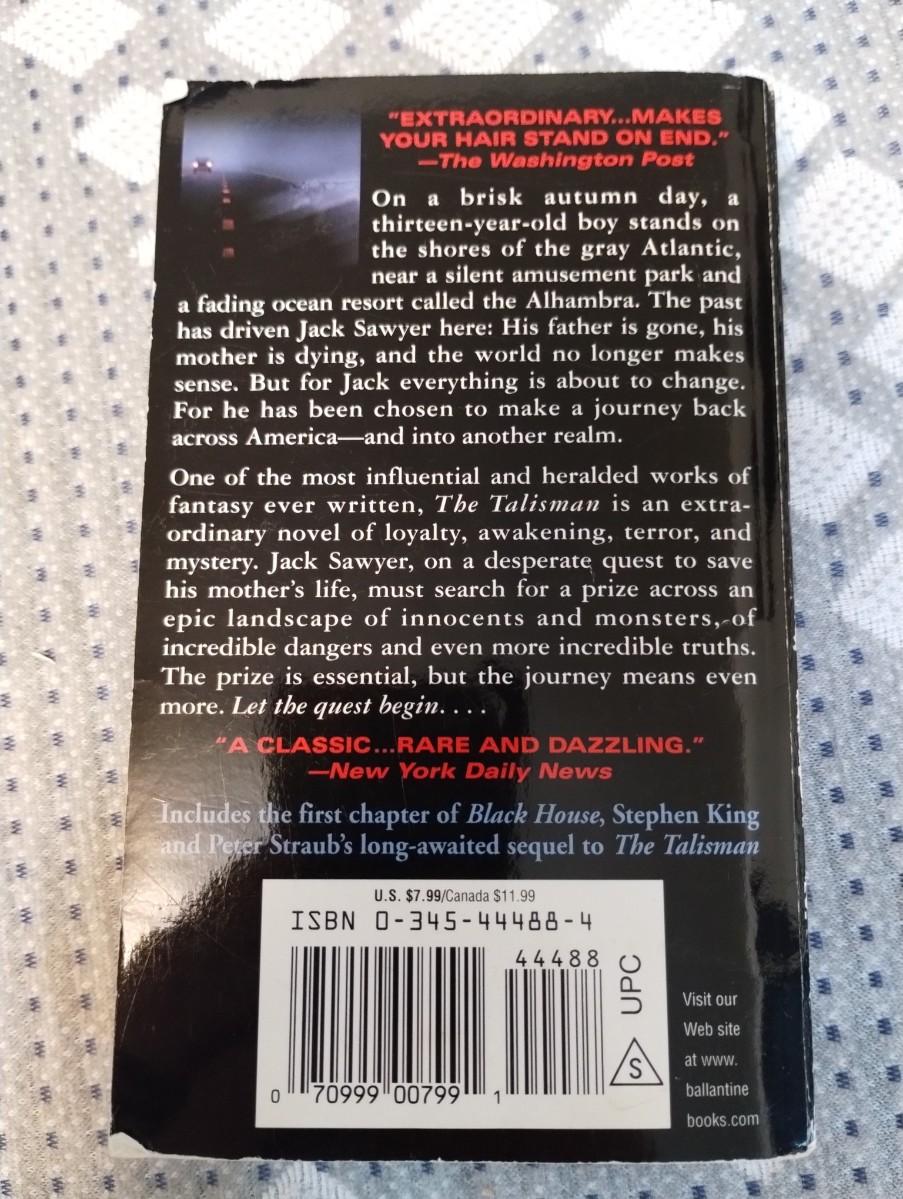 "EXTRAORDINARY...MAKES
YOUR HAIR STAND ON END."
—The Washington Post
On a brisk autumn day, a
thirteen-year-old boy stands on
the shores of the gray Atlantic,
near a silent amusement park and
a fading ocean resort called the Alhambra. The past
has driven Jack Sawyer here: His father is gone, his
mother is dying, and the world no longer makes
sense. But for Jack everything is about to change.
For he has been chosen to make a journey back
across America—and into another realm.
One of the most influential and heralded works of
fantasy ever written, The Talisman is an extra-
ordinary novel of loyalty, awakening, terror, and
mystery. Jack Sawyer, on a desperate quest to save
his mother's life, must search for a prize across an
epic landscape of innocents and monsters, of
incredible dangers and even more incredible truths.
The prize is essential, but the journey means even
more. Let the quest begin. . . .
"A CLASSIC...RARE AND DAZZLING."
—New York Daily News
Includes the first chapter of Black House, Stephen King
and Peter Straub's long-awaited sequel to The Talisman
U.S. $7.99/Canada $11.99
ISBN 0-345-44488-4
44488
0 70999 00799 1
UPC
S
Visit our
Web site
at www.
ballantine
books.com